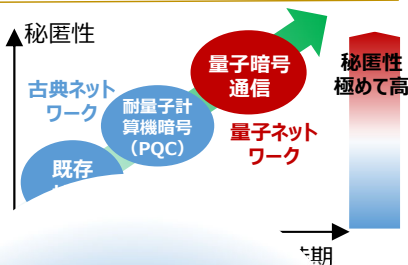 秘匿性
量子暗号
通信
秘匿性
極めて高
古典ネット
ワーク
耐量子計
算機暗号
（PQC）
量子ネット
ワーク
既存
期